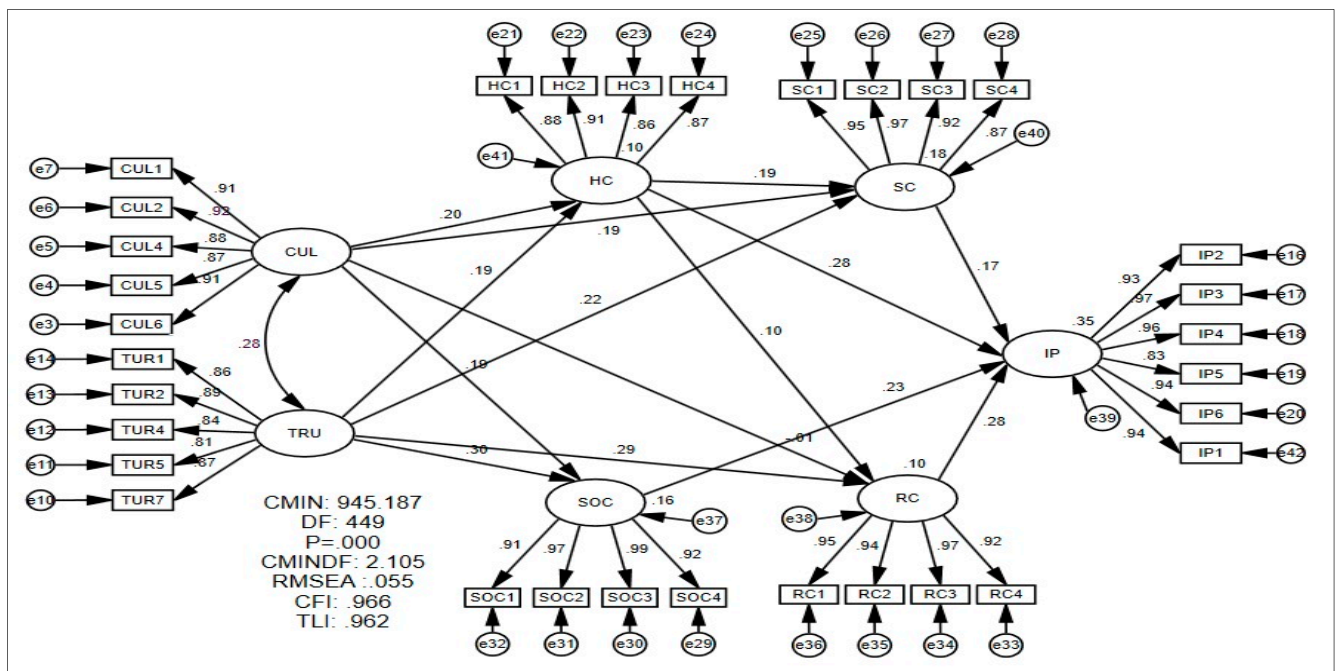 e21 e22 e23 e24
e25 e26 e27 e28
HC1 HC2 HC3 HC4
SC1 SC2 SC3 SC4
.88 .91 .86 .87
.95 .97 .92 .87
e40
e41
.10
.18
HC
SC
.19
e7 CUL1
.91
e6 CUL2
.92
e5 CUL4
.88
e4 CUL5
.87
e3 CUL6
.91
CUL
.20
.19
.19
.22
.28
.17
.10
.28
e14 TUR1
.86
e13 TUR2
.89
e12 TUR4
.84
e11 TUR5
.81
e10 TUR7
.87
TRU
.19
.30
.29
-.01
.23
.28
.35
IP
e39
.93
IP2 e16
.97
IP3 e17
.96
IP4 e18
.83
IP5 e19
.94
IP6 e20
.94
IP1 e42
SOC
.16
e37
e38
.10
RC
.91 .97 .99 .92
.95 .94 .97 .92
SOC1 SOC2 SOC3 SOC4
RC1 RC2 RC3 RC4
e32 e31 e30 e29
e36 e35 e34 e33
CMIN: 945.187
DF: 449
P=.000
CMINDF: 2.105
RMSEA :.055
CFI: .966
TLI: .962